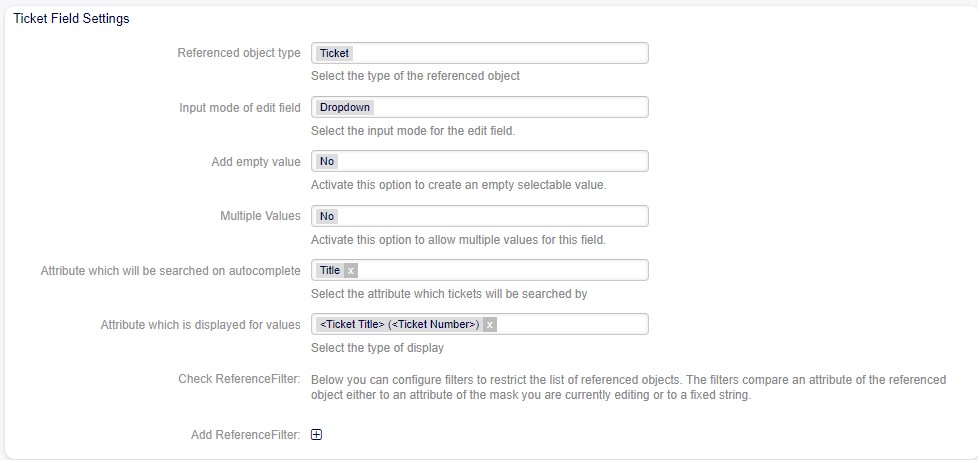 Ticket Field Settings
Referenced object type Ticket
Select the type of the referenced object
Input mode of edit field Dropdown
Select the input mode for the edit field.
Add empty value No
Activate this option to create an empty selectable value.
Multiple Values No
Activate this option to allow multiple values for this field.
Attribute which will be searched on autocomplete Title x
Select the attribute which tickets will be searched by
Attribute which is displayed for values <Ticket Title> (<Ticket Number>) x
Select the type of display
Check ReferenceFilter: Below you can configure filters to restrict the list of referenced objects. The filters compare an attribute of the referenced
object either to an attribute of the mask you are currently editing or to a fixed string.
Add ReferenceFilter: